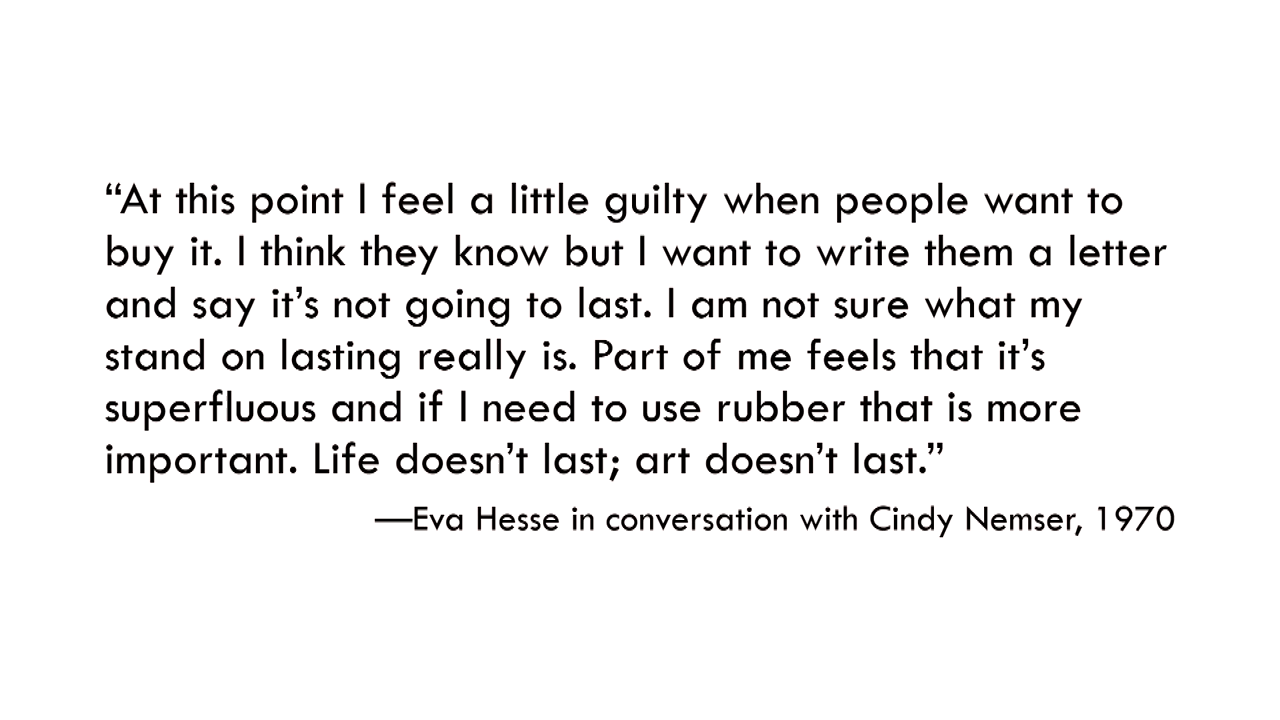 “At this point I feel a little guilty when people want to
buy it. I think they know but I want to write them a letter
and say it’s not going to last. I am not sure what my
stand on lasting really is. Part of me feels that it’s
superfluous and if I need to use rubber that is more
important. Life doesn’t last; art doesn’t last.”
—Eva Hesse in conversation with Cindy Nemser, 1970